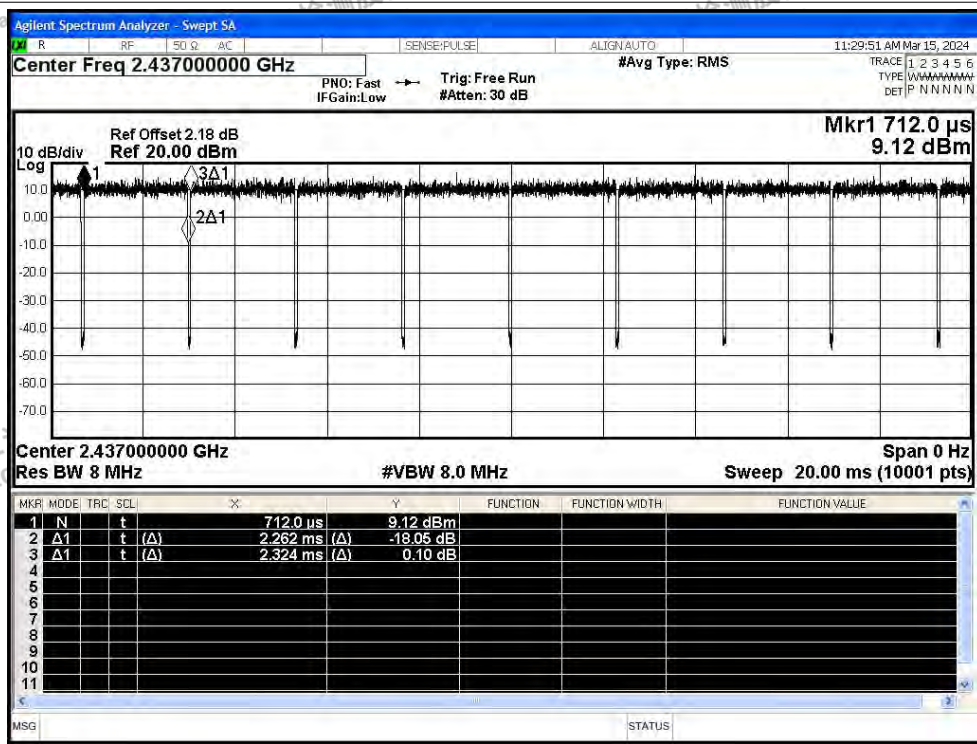 Agilent Spectrum Analyzer - Swept SA
R RF 50 Ω AC SENSE:PULSE ALIGN AUTO 11:29:51 AM Mar 15, 2024
Center Freq 2.437000000 GHz #Avg Type: RMS TRACE 1 2 3 4 5 6
PNO: Fast Trig: Free Run TYPE WWWWWW
IFGain:Low #Atten: 30 dB DET P N N N N N
Mkr1 712.0 µs
Ref Offset 2.18 dB
10 dB/div Ref 20.00 dBm 9.12 dBm
Log
1 3Δ1
10.0
0.00 2Δ1
-10.0
-20.0
-30.0
-40.0
-50.0
-60.0
-70.0
Center 2.437000000 GHz Span 0 Hz
Res BW 8 MHz #VBW 8.0 MHz Sweep 20.00 ms (10001 pts)
MKR MODE TRC SCL X Y FUNCTION FUNCTION WIDTH FUNCTION VALUE
1 N t 712.0 µs 9.12 dBm
2 Δ1 t (Δ) 2.262 ms (Δ) -18.05 dB
3 Δ1 t (Δ) 2.324 ms (Δ) 0.10 dB
4
5
6
7
8
9
10
11
MSG STATUS